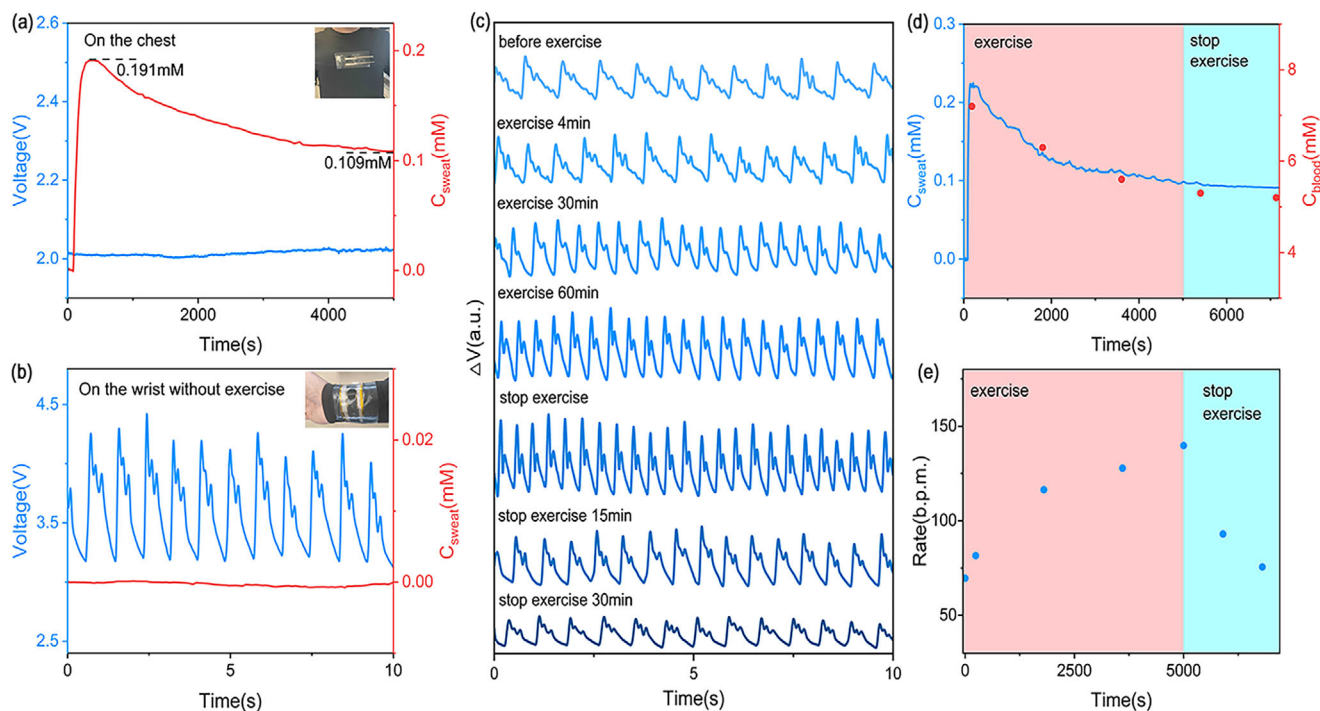 (a)
2.6
2.4
2.2
2.0
Voltage(V)
On the chest
0.191mM
0.109mM
0.2
0.1
0.0
C_sweat(mM)
0
2000
4000
Time(s)
(b)
4.5
3.5
2.5
Voltage(V)
On the wrist without exercise
0.02
0.00
C_sweat(mM)
0
5
10
Time(s)
(c)
before exercise
exercise 4min
exercise 30min
exercise 60min
stop exercise
stop exercise 15min
stop exercise 30min
△V(a.u.)
0
5
10
Time(s)
(d)
0.3
0.2
0.1
0.0
C_sweat(mM)
exercise
stop
exercise
8
6
4
C_blood(mM)
0
2000
4000
6000
Time(s)
(e)
150
100
50
Rate(b.p.m.)
exercise
stop
exercise
0
2500
5000
Time(s)